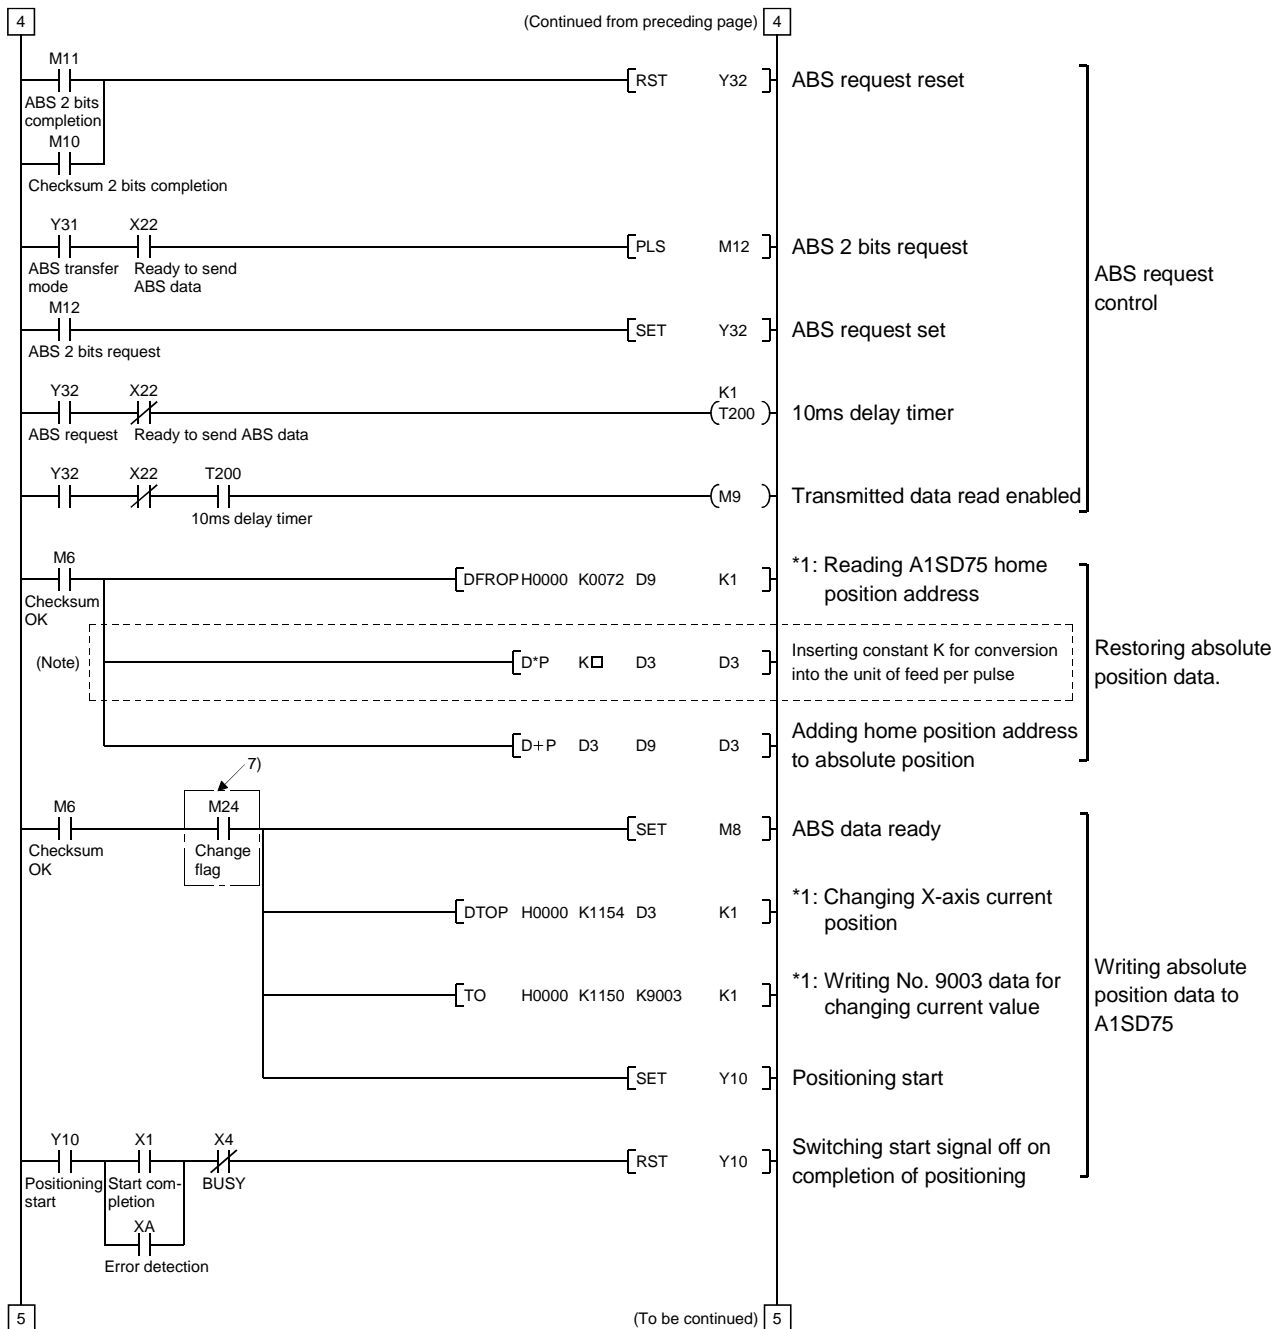 4 (Continued from preceding page) 4
M11
RST Y32 ABS request reset
ABS 2 bits
completion
M10
Checksum 2 bits completion
Y31 X22
PLS M12 ABS 2 bits request
ABS transfer
mode
Ready to send
ABS data
M12
SET Y32 ABS request set
ABS 2 bits request
ABS request
control
Y32 X22 K1
T200 10ms delay timer
ABS request Ready to send ABS data
Y32 X22 T200
M9 Transmitted data read enabled
10ms delay timer
M6
DFROPH0000 K0072 D9 K1 *1: Reading A1SD75 home
position address
Checksum
OK
(Note)
D*P K□ D3 D3 Inserting constant K for conversion
into the unit of feed per pulse
Restoring absolute
position data.
D+P D3 D9 D3 Adding home position address
to absolute position
7)
M6 M24
SET M8 ABS data ready
Checksum
OK
Change
flag
DTOP H0000 K1154 D3 K1 *1: Changing X-axis current
position
TO H0000 K1150 K9003 K1 *1: Writing No. 9003 data for
changing current value
Writing absolute
position data to
A1SD75
SET Y10 Positioning start
Y10 X1 X4
RST Y10 Switching start signal off on
completion of positioning
Positioning
start
Start com-
pletion
BUSY
XA
Error detection
5 (To be continued) 5